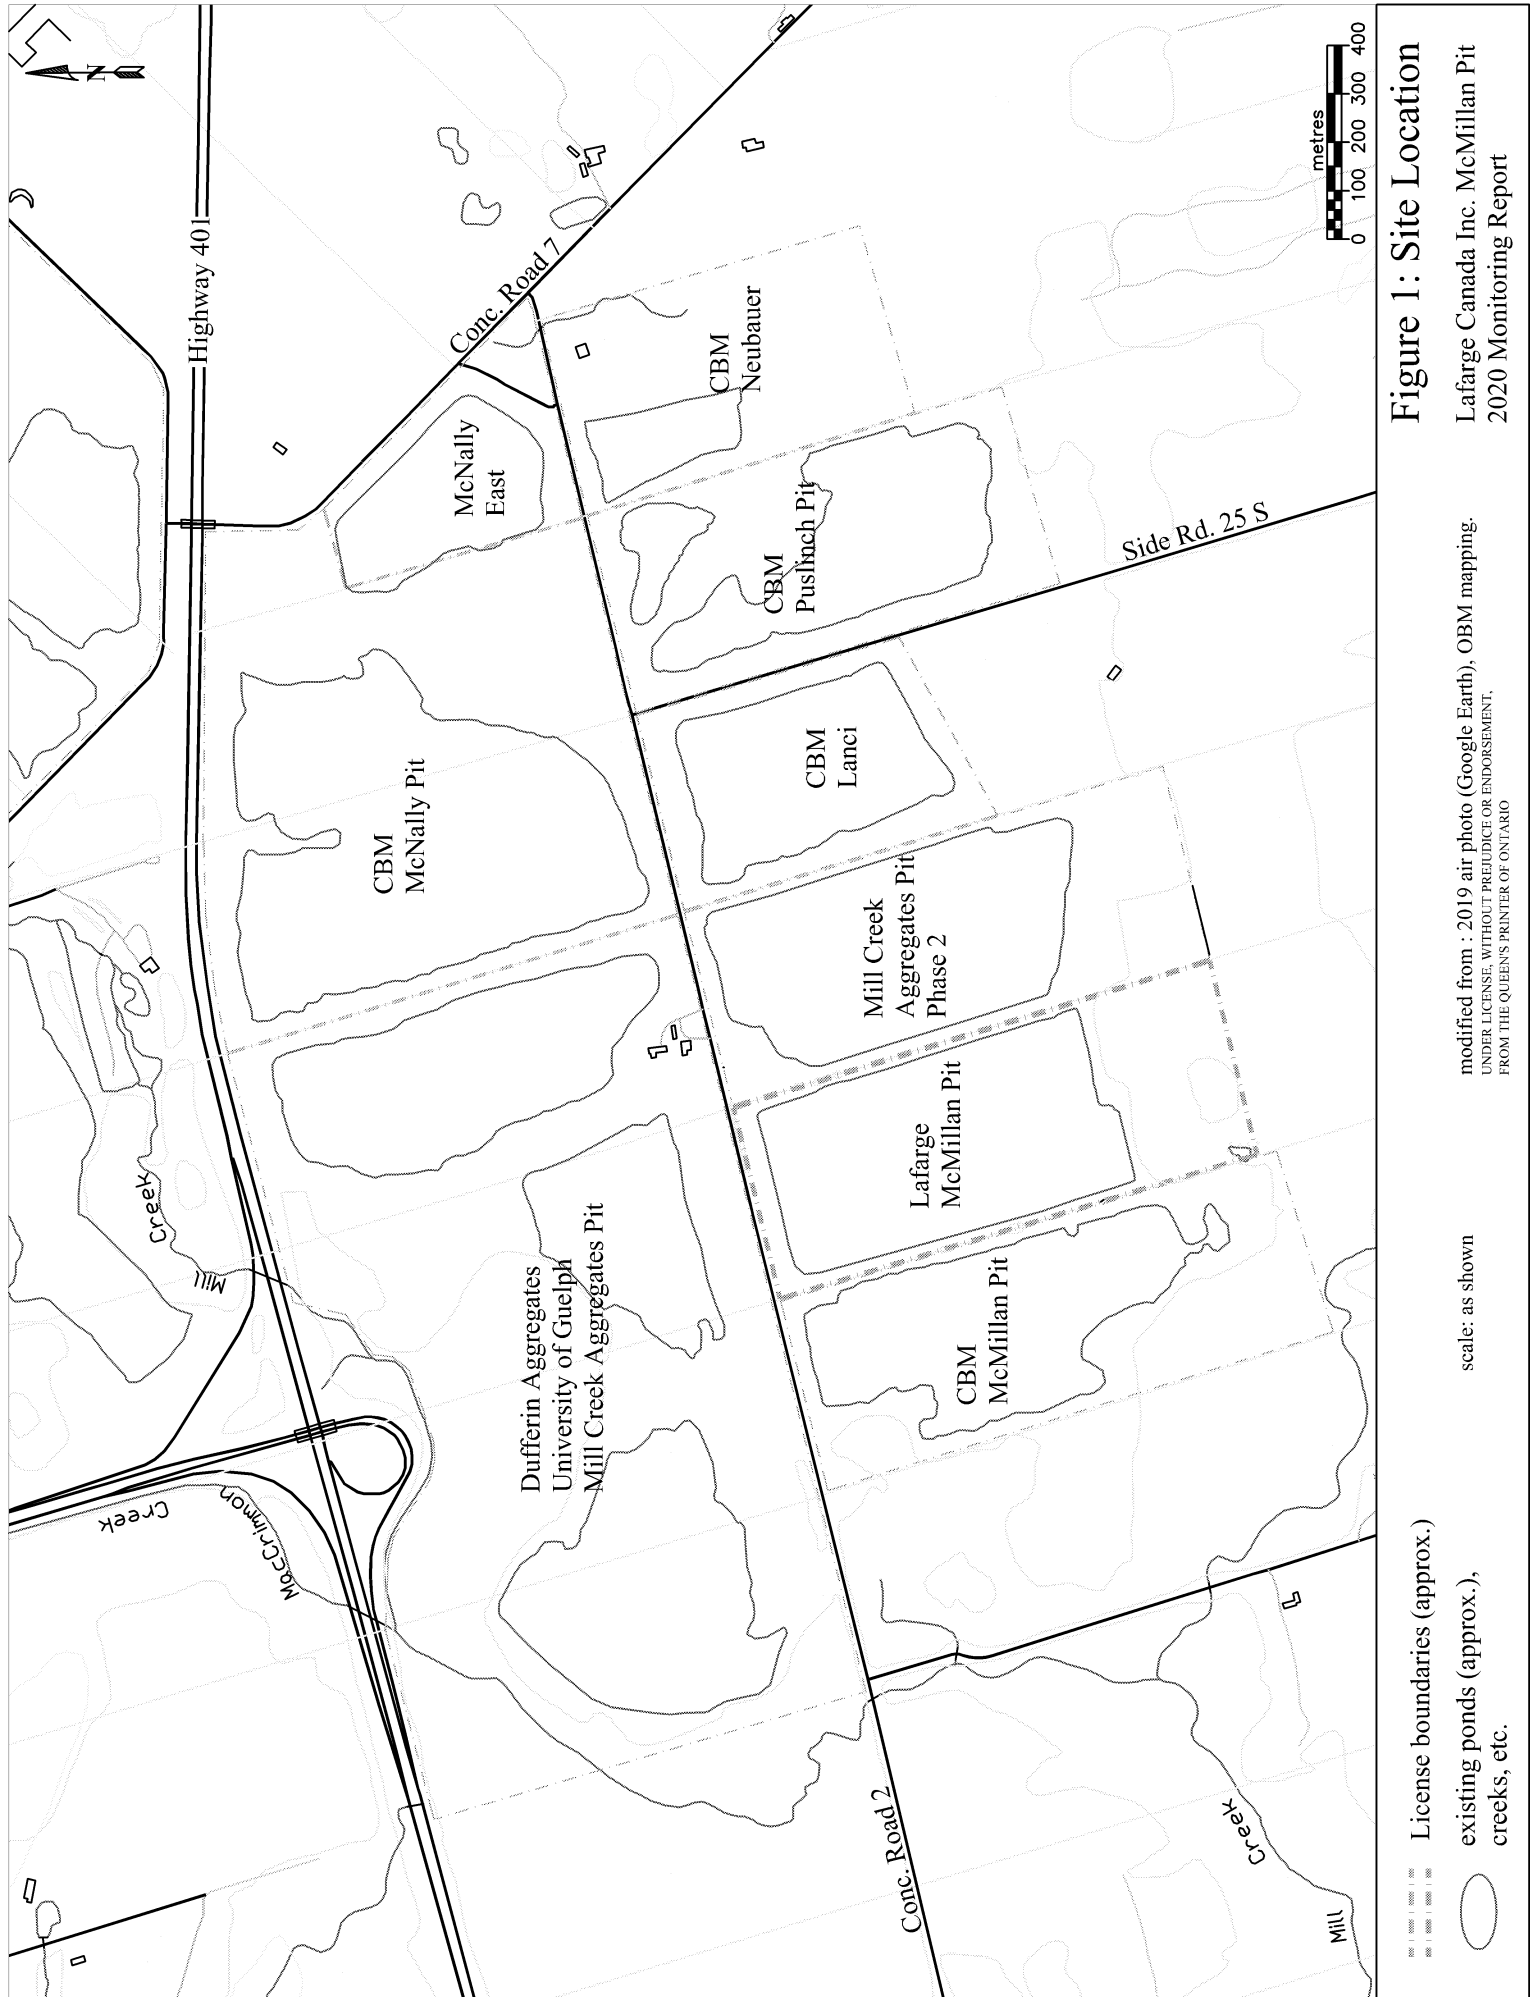 N
Highway 401
Conc. Road 7
McNally
East
CBM
Neubauer
CBM
Puslinch Pit
Side Rd. 25 S
CBM
McNally Pit
CBM
Lanci
Mill Creek
Aggregates Pit
Phase 2
Lafarge
McMillan Pit
CBM
McMillan Pit
Dufferin Aggregates
University of Guelph
Mill Creek Aggregates Pit
Mill
Creek
MacCrimmon
Creek
Conc. Road 2
Mill
Creek
metres
0 100 200 300 400
License boundaries (approx.)
existing ponds (approx.),
creeks, etc.
scale: as shown
modified from : 2019 air photo (Google Earth), OBM mapping.
UNDER LICENSE, WITHOUT PREJUDICE OR ENDORSEMENT,
FROM THE QUEEN'S PRINTER OF ONTARIO
Figure 1: Site Location
Lafarge Canada Inc. McMillan Pit
2020 Monitoring Report